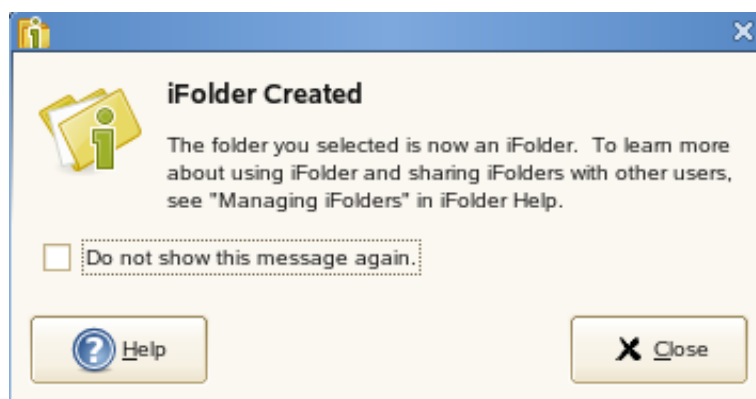 iFolder Created
The folder you selected is now an iFolder.  To learn more
about using iFolder and sharing iFolders with other users,
see "Managing iFolders" in iFolder Help.
Do not show this message again.
Help
Close